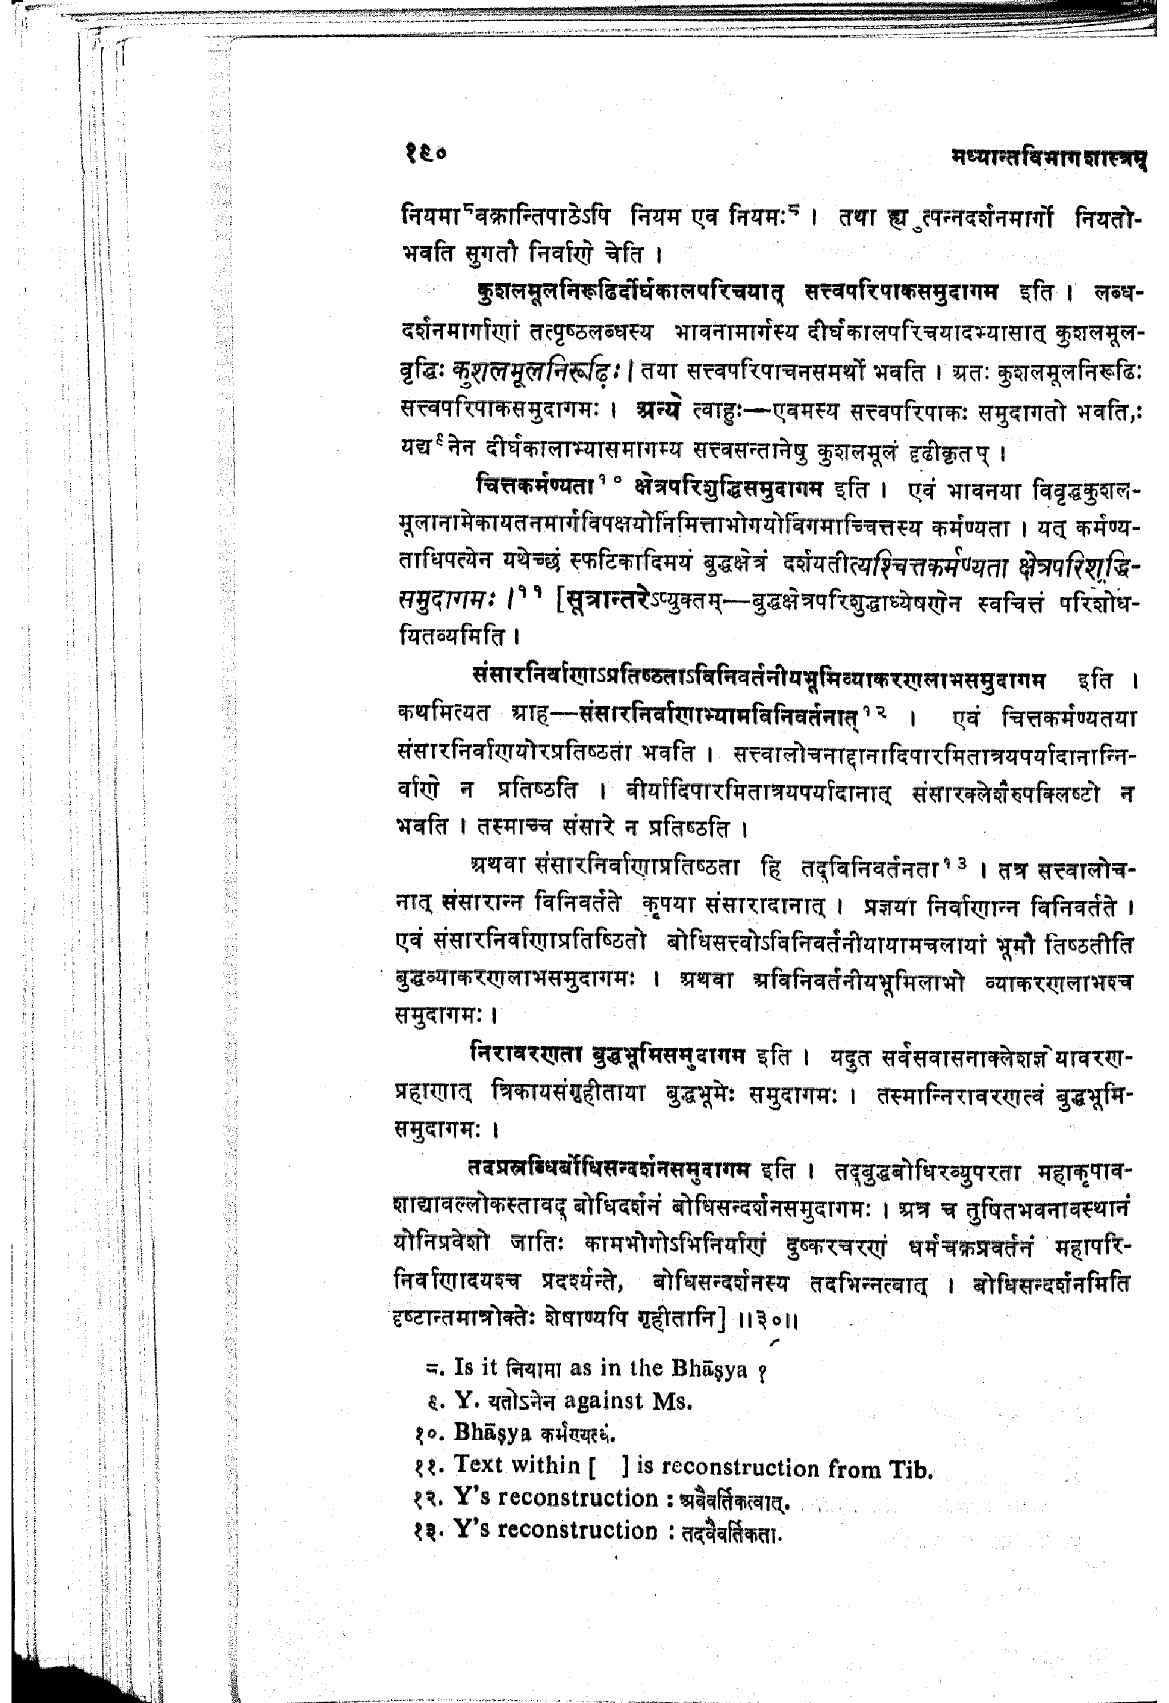 १९०
मध्यान्तविभागशास्त्रम्
नियमा⁸वक्रान्तिपाठेऽपि नियम एव नियमः⁸ । तथा ह्युत्पन्नदर्शनमार्गो नियतो-
भवति सुगतौ निर्वाणे चेति ।
कुशलमूलनिरूढिर्दीर्घकालपरिचयात् सत्त्वपरिपाकसमुदागम इति । लब्ध-
दर्शनमार्गाणां तत्पृष्ठलब्धस्य भावनामार्गस्य दीर्घकालपरिचयादभ्यासात् कुशलमूल-
वृद्धिः कुशलमूलनिरूढिः। तया सत्त्वपरिपाचनसमर्थो भवति । अतः कुशलमूलनिरूढिः
सत्त्वपरिपाकसमुदागमः । अन्ये त्वाहुः—एवमस्य सत्त्वपरिपाकः समुदागतो भवति,ः
यद्य⁹नेन दीर्घकालाभ्यासमागम्य सत्त्वसन्तानेषु कुशलमूलं दृढीकृतप् ।
चित्तकर्मण्यता¹⁰ क्षेत्रपरिशुद्धिसमुदागम इति । एवं भावनया विवृद्धकुशल-
मूलानामेकायतनमार्गविपक्षयोर्निमित्ताभोगयोर्विगमाच्चित्तस्य कर्मण्यता । यत् कर्मण्य-
ताधिपत्येन यथेच्छं स्फटिकादिमयं बुद्धक्षेत्रं दर्शयतीत्यश्चित्तकर्मण्यता क्षेत्रपरिशुद्धि-
समुदागमः ।¹¹ [सूत्रान्तरेऽप्युक्तम्—बुद्धक्षेत्रपरिशुद्धाध्येषणेन स्वचित्तं परिशोध-
यितव्यमिति ।
संसारनिर्वाणाऽप्रतिष्ठताऽविनिवर्तनीयभूमिव्याकरणलाभसमुदागम इति ।
कथमित्यत आह—संसारनिर्वाणाभ्यामविनिवर्तनात्¹² । एवं चित्तकर्मण्यतया
संसारनिर्वाणयोरप्रतिष्ठता भवति । सत्त्वालोचनाद्दानादिपारमितात्रयपर्यादानान्नि-
र्वाणे न प्रतिष्ठति । वीर्यादिपारमितात्रयपर्यादानात् संसारक्लेशैरुपक्लिष्टो न
भवति । तस्माच्च संसारे न प्रतिष्ठति ।
अथवा संसारनिर्वाणाप्रतिष्ठता हि तद्विनिवर्तनता¹³ । तत्र सत्त्वालोच-
नात् संसारान्न विनिवर्तते कृपया संसारादानात् । प्रज्ञया निर्वाणान्न विनिवर्तते ।
एवं संसारनिर्वाणाप्रतिष्ठितो बोधिसत्त्वोऽविनिवर्तनीयायामचलायां भूमौ तिष्ठतीति
बुद्धव्याकरणलाभसमुदागमः । अथवा अविनिवर्तनीयभूमिलाभो व्याकरणलाभश्च
समुदागमः ।
निरावरणता बुद्धभूमिसमुदागम इति । यदुत सर्वसवासनाक्लेशज्ञेयावरण-
प्रहाणात् त्रिकायसंगृहीताया बुद्धभूमेः समुदागमः । तस्मान्निरावरणत्वं बुद्धभूमि-
समुदागमः ।
तदप्रस्रब्धिर्बोधिसन्दर्शनसमुदागम इति । तद्बुद्धबोधिरव्युपरता महाकृपाव-
शाद्यावल्लोकस्तावद् बोधिदर्शनं बोधिसन्दर्शनसमुदागमः । अत्र च तुषितभवनावस्थानं
योनिप्रवेशो जातिः कामभोगोऽभिनिर्याणं दुष्करचरणं धर्मचक्रप्रवर्तनं महापरि-
निर्वाणादयश्च प्रदर्श्यन्ते, बोधिसन्दर्शनस्य तदभिन्नत्वात् । बोधिसन्दर्शनमिति
दृष्टान्तमात्रोक्तेः शेषाण्यपि गृहीतानि] ॥३०॥
८. Is it नियामा as in the Bhāṣya ?
९. Y. यतोऽनेन against Ms.
१०. Bhāṣya कर्मण्यत्वं.
११. Text within [ ] is reconstruction from Tib.
१२. Y's reconstruction : अवैवर्तिकत्वात्.
१३. Y's reconstruction : तदवैवर्तिकता.